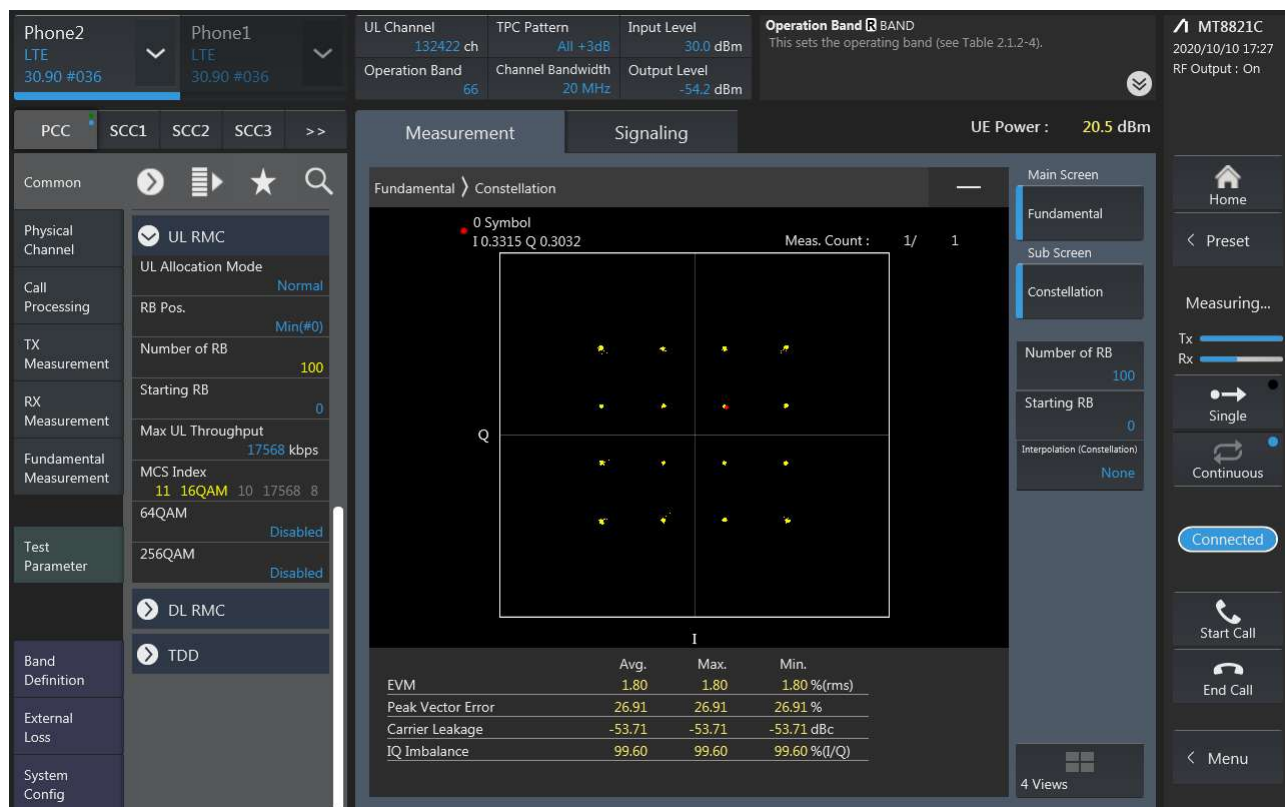 Phone2
LTE
30.90 #036
Phone1
LTE
30.90 #036
UL Channel
132422 ch
TPC Pattern
All +3dB
Input Level
30.0 dBm
Operation Band
66
Channel Bandwidth
20 MHz
Output Level
-54.2 dBm
Operation Band R BAND
This sets the operating band (see Table 2.1.2-4).
MT8821C
2020/10/10 17:27
RF Output : On
PCC SCC1 SCC2 SCC3 >>
Measurement
Signaling
UE Power : 20.5 dBm
Common
Physical
Channel
Call
Processing
TX
Measurement
RX
Measurement
Fundamental
Measurement
Test
Parameter
Band
Definition
External
Loss
System
Config
UL RMC
UL Allocation Mode
Normal
RB Pos.
Min(#0)
Number of RB
100
Starting RB
0
Max UL Throughput
17568 kbps
MCS Index
11 16QAM 10 17568 8
64QAM
Disabled
256QAM
Disabled
DL RMC
TDD
Fundamental 〉 Constellation
0 Symbol
I 0.3315 Q 0.3032
Meas. Count : 1/ 1
Q
I
Avg. Max. Min.
EVM 1.80 1.80 1.80 %(rms)
Peak Vector Error 26.91 26.91 26.91 %
Carrier Leakage -53.71 -53.71 -53.71 dBc
IQ Imbalance 99.60 99.60 99.60 %(I/Q)
Main Screen
Fundamental
Sub Screen
Constellation
Number of RB
100
Starting RB
0
Interpolation (Constellation)
None
4 Views
Home
< Preset
Measuring...
Tx
Rx
Single
Continuous
Connected
Start Call
End Call
< Menu